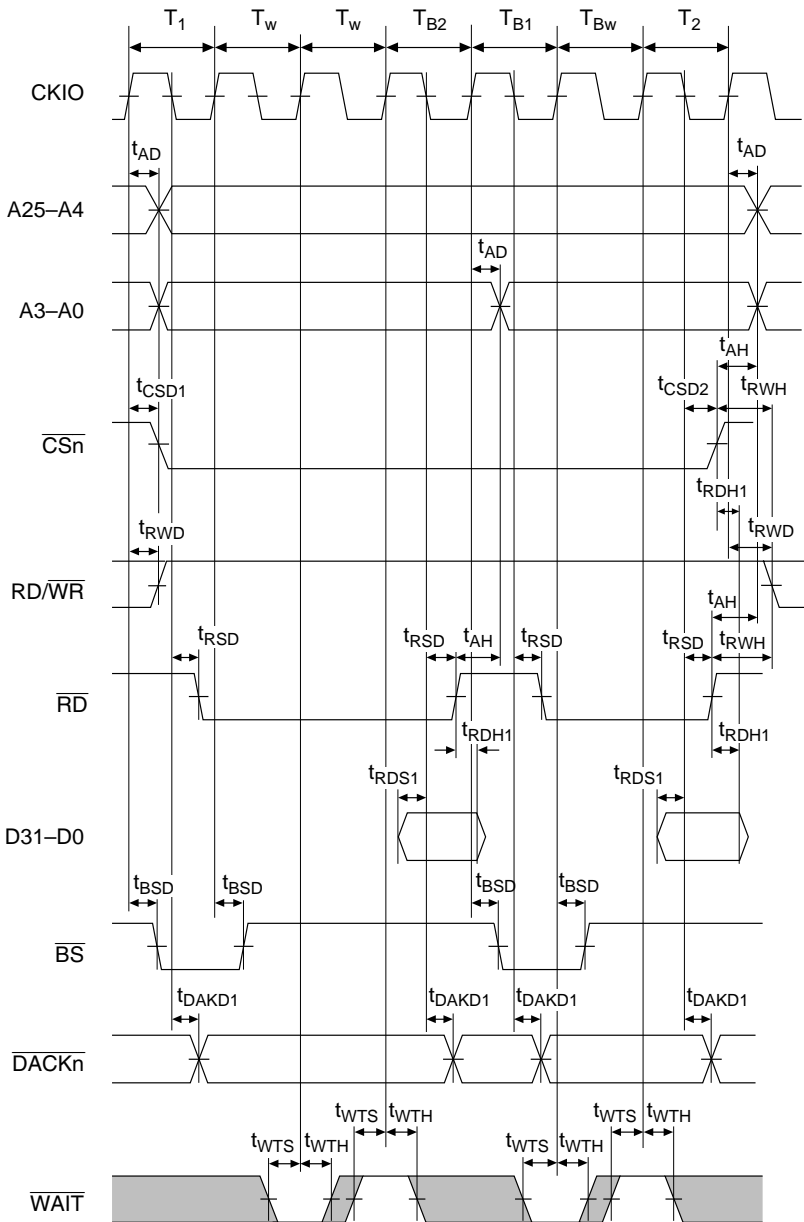 T1 Tw Tw TB2 TB1 TBw T2
CKIO
tAD tAD
A25–A4
tAD
A3–A0
tAH
tCSD1 tCSD2 tRWH
CSn
tRDH1
tRWD tRWD
RD/WR
tAH
tRSD tRSD tAH tRSD tRSD tRWH
RD
tRDH1 tRDH1
tRDS1 tRDS1
D31–D0
tBSD tBSD tBSD tBSD
BS
tDAKD1 tDAKD1 tDAKD1 tDAKD1
DACKn
tWTS tWTH tWTS tWTH
tWTS tWTH tWTS tWTH
WAIT